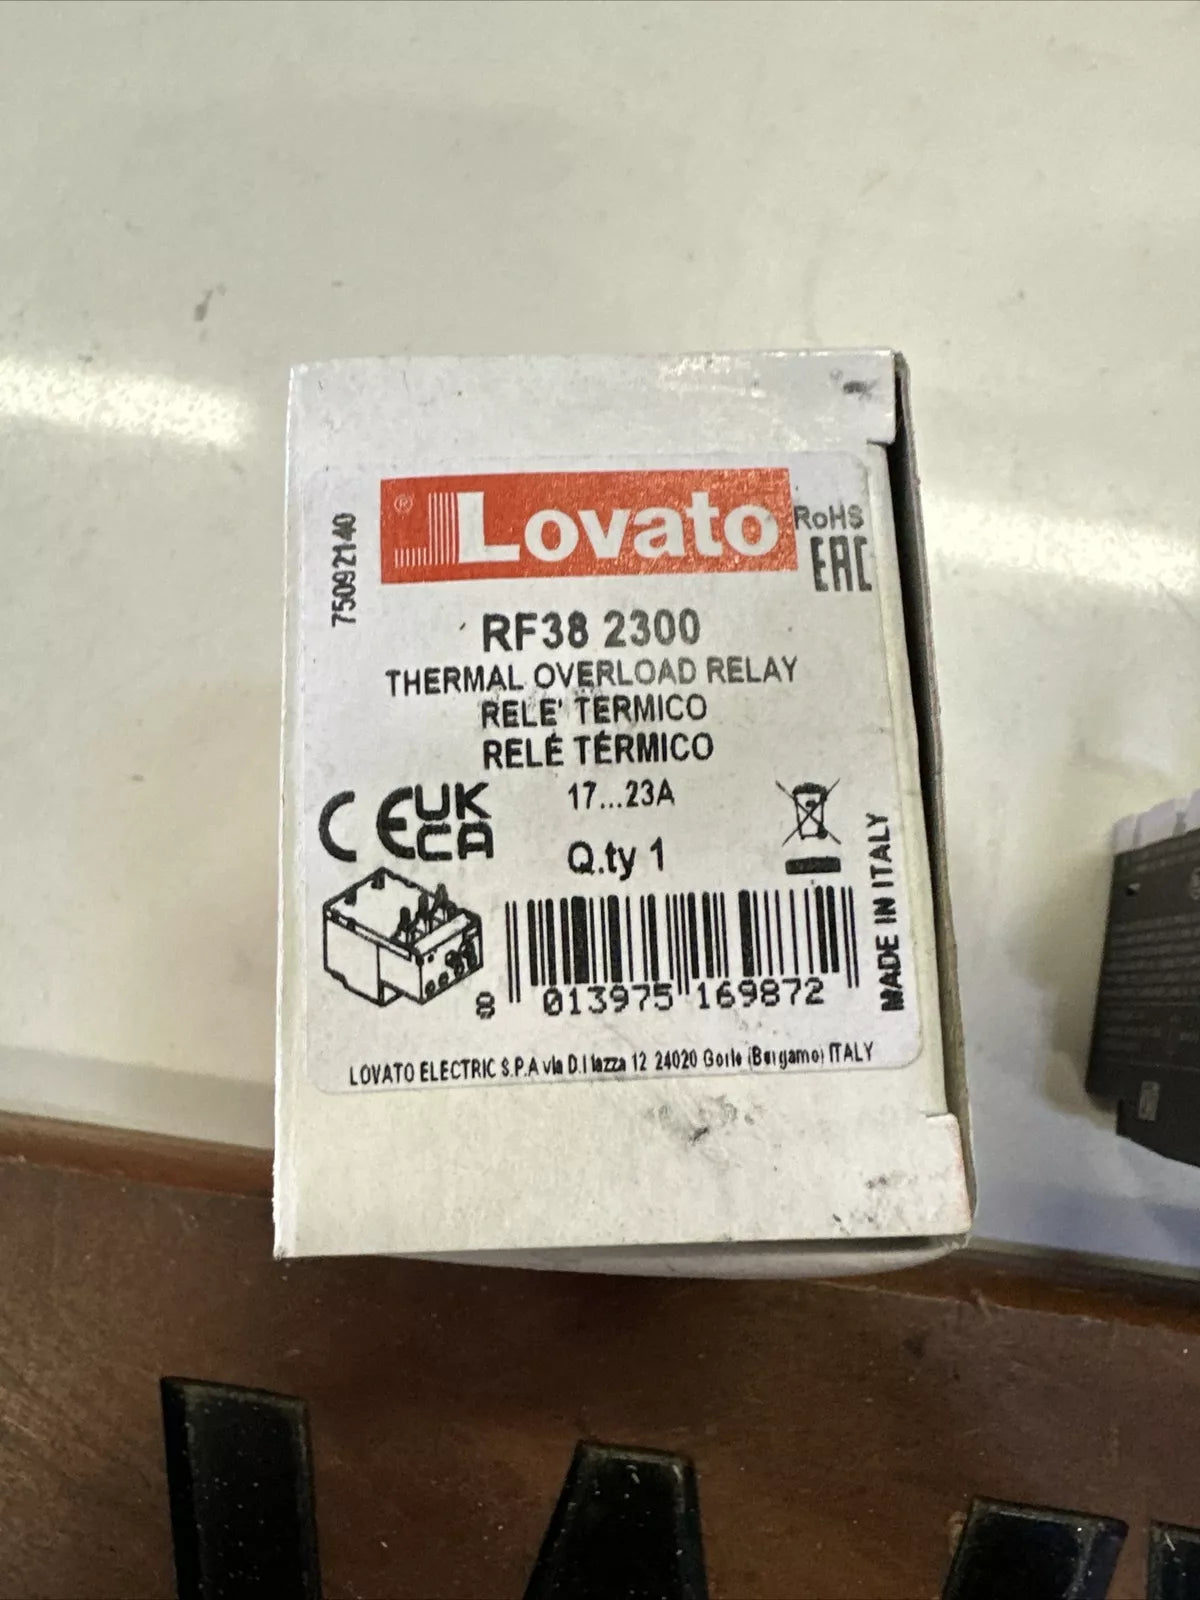 Lovato
®
RoHS
EAC
75092140
RF38 2300
THERMAL OVERLOAD RELAY
RELE' TERMICO
RELÉ TÉRMICO
CE UK CA
17...23A
Q.ty 1
MADE IN ITALY
8 013975 169872
LOVATO ELECTRIC S.P.A via D.I 12 24020 Gorle (Bergamo) ITALY